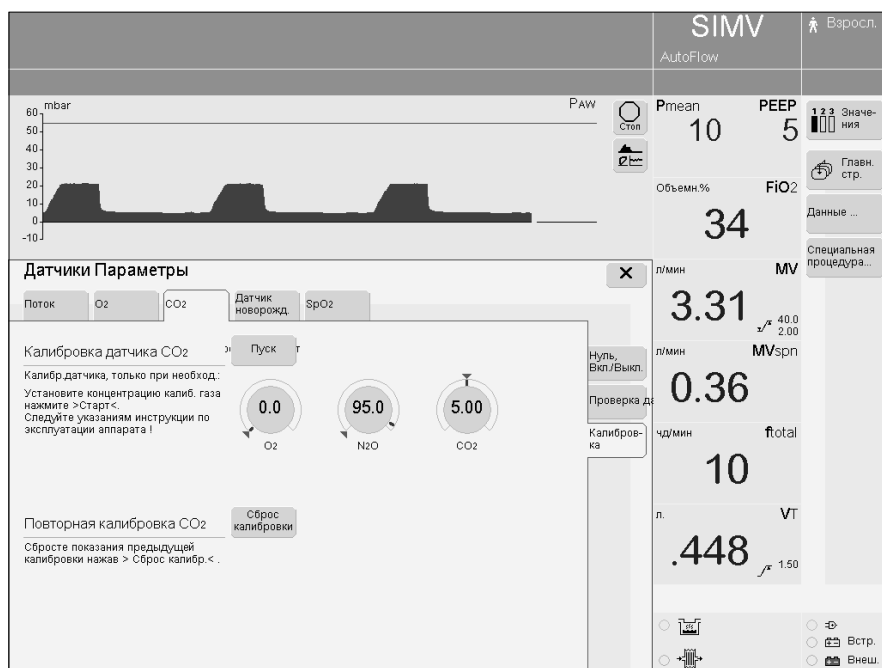 SIMV
AutoFlow
Взросл.
mbar
60
50
40
30
20
10
0
-10
PAW
Стоп
Pmean
10
PEEP
5
1 2 3
Значе-
ния
Главн.
стр.
Данные ...
Специальная
процедура...
Объемн.%
FiO2
34
л/мин
MV
3.31
40.0
2.00
л/мин
MVspn
0.36
чд/мин
ftotal
10
л.
VT
.448
1.50
Встр.
Внеш.
Датчики Параметры
Поток
O2
CO2
Датчик
новорожд.
SpO2
Калибровка датчика CO2
Пуск
Калибр.датчика, только при необход.:
Установите концентрацию калиб. газа
нажмите >Старт<.
Следуйте указаниям инструкции по
эксплуатации аппарата !
0.0
O2
95.0
N2O
5.00
CO2
Нуль,
Вкл./Выкл.
Проверка да
Калибров-
ка
Повторная калибровка CO2
Сброс
калибровки
Сбросте показания предыдущей
калибровки нажав > Сброс калибр.< .